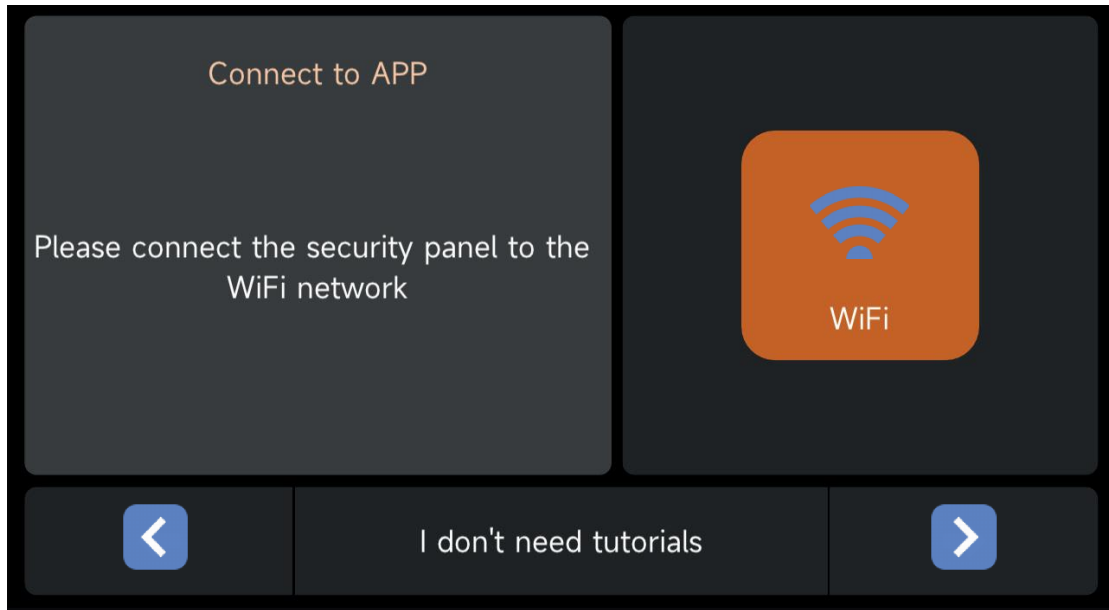 Connect to APP
Please connect the security panel to the
WiFi network
WiFi
I don't need tutorials